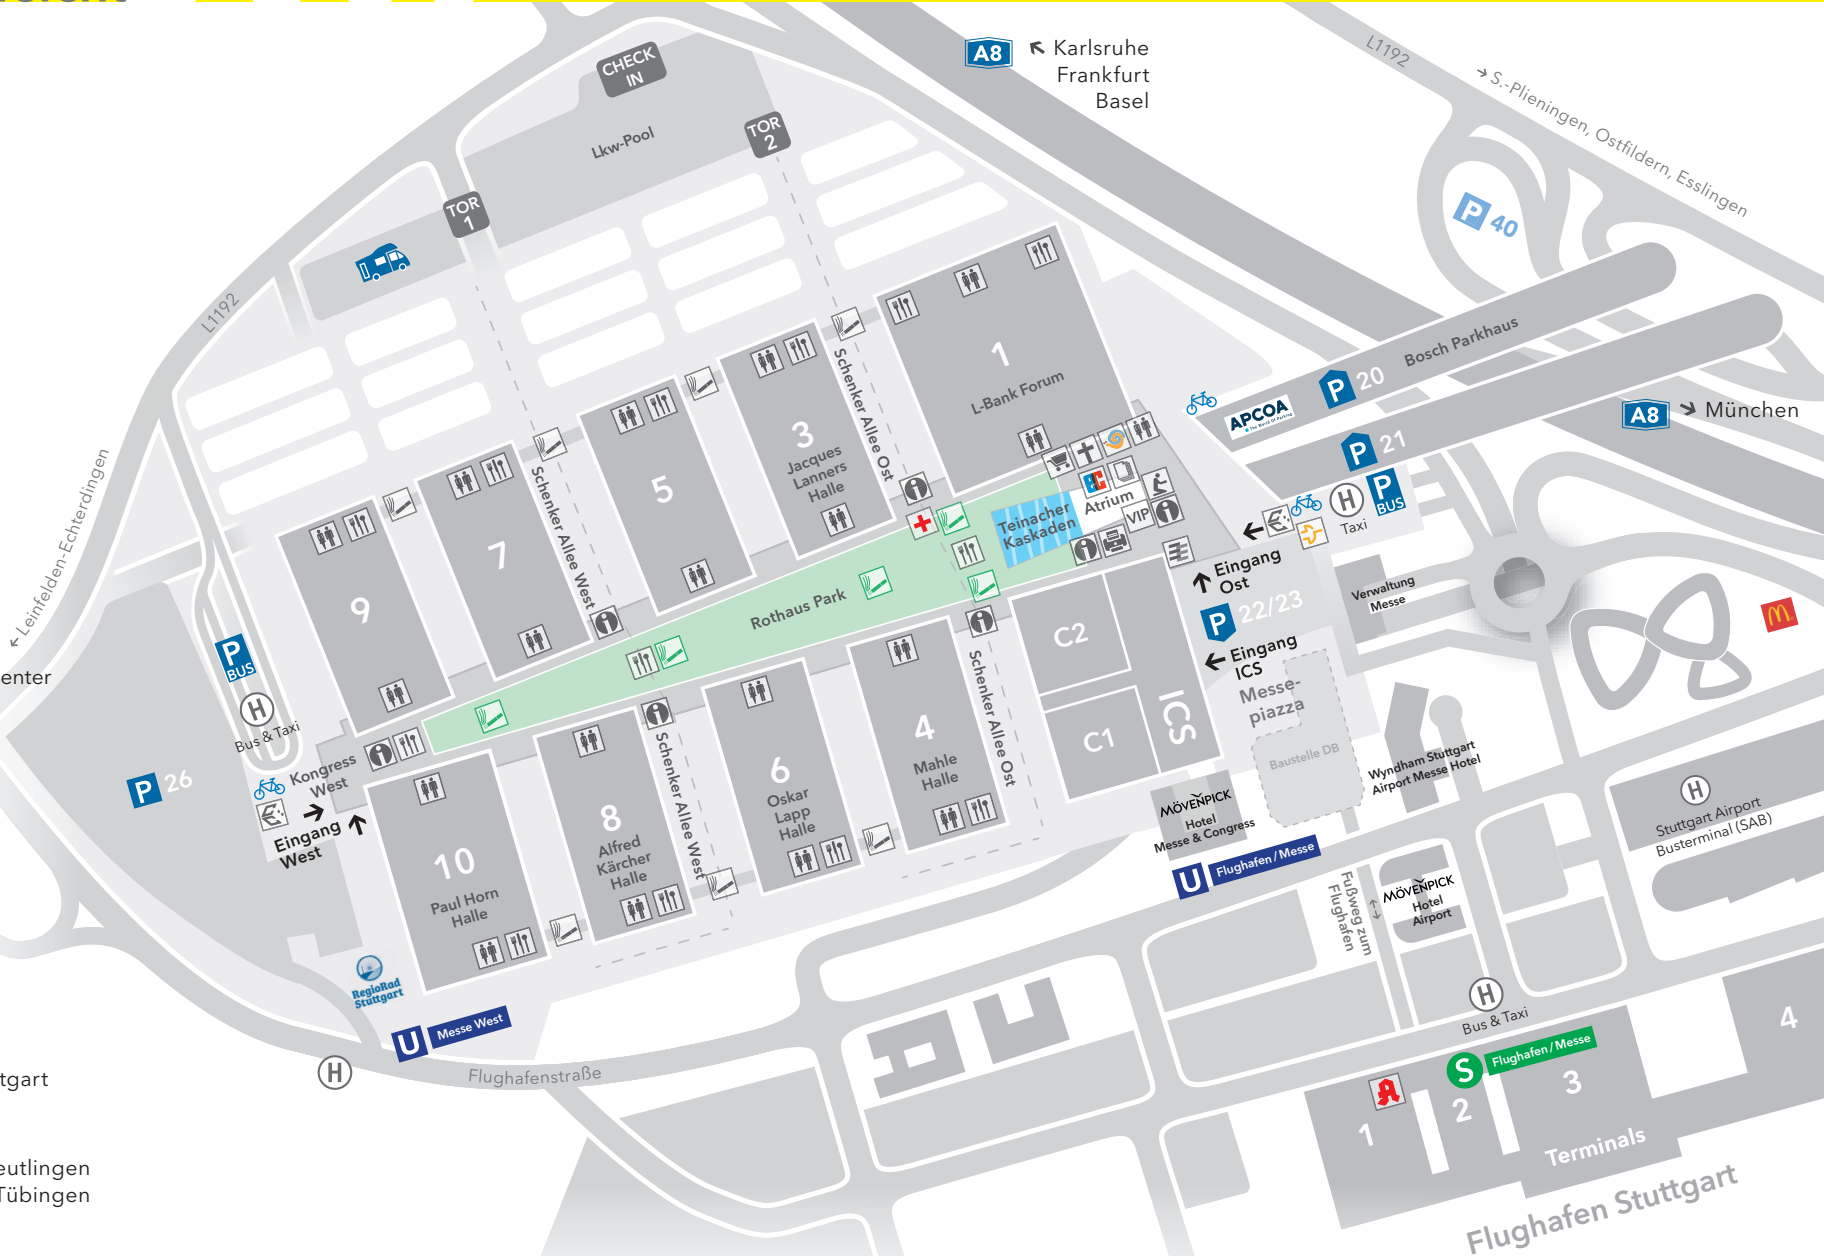 A8
Karlsruhe
Frankfurt
Basel
L1192
S.-Plieningen, Ostfildern, Esslingen
CHECK
IN
Lkw-Pool
TOR
2
TOR
1
P 40
L1192
Leinfelden-Echterdingen
Bosch Parkhaus
P 20
APCOA
The World Of Parking
A8
München
P 21
P
BUS
H
Taxi
1
L-Bank Forum
3
Jacques
Lanners
Halle
5
7
9
Schenker Allee Ost
Schenker Allee West
Teinacher
Kaskaden
EC
Atrium
VIP
Eingang
Ost
P 22/23
Eingang
ICS
Verwaltung
Messe
Messe-
piazza
Baustelle DB
Rothaus Park
C2
C1
ICS
4
Mahle
Halle
6
Oskar
Lapp
Halle
8
Alfred
Kärcher
Halle
10
Paul Horn
Halle
Schenker Allee Ost
Schenker Allee West
enter
P
BUS
H
Bus & Taxi
P 26
Kongress
West
Eingang
West
RegioRad
Stuttgart
U Messe West
H
Flughafenstraße
tgart
eutlingen
Tübingen
MÖVENPICK
Hotel
Messe & Congress
U Flughafen / Messe
Wyndham Stuttgart
Airport Messe Hotel
H
Stuttgart Airport
Busterminal (SAB)
Fußweg zum
Flughafen
MÖVENPICK
Hotel
Airport
H
Bus & Taxi
S Flughafen / Messe
1
2
3
4
Terminals
Flughafen Stuttgart